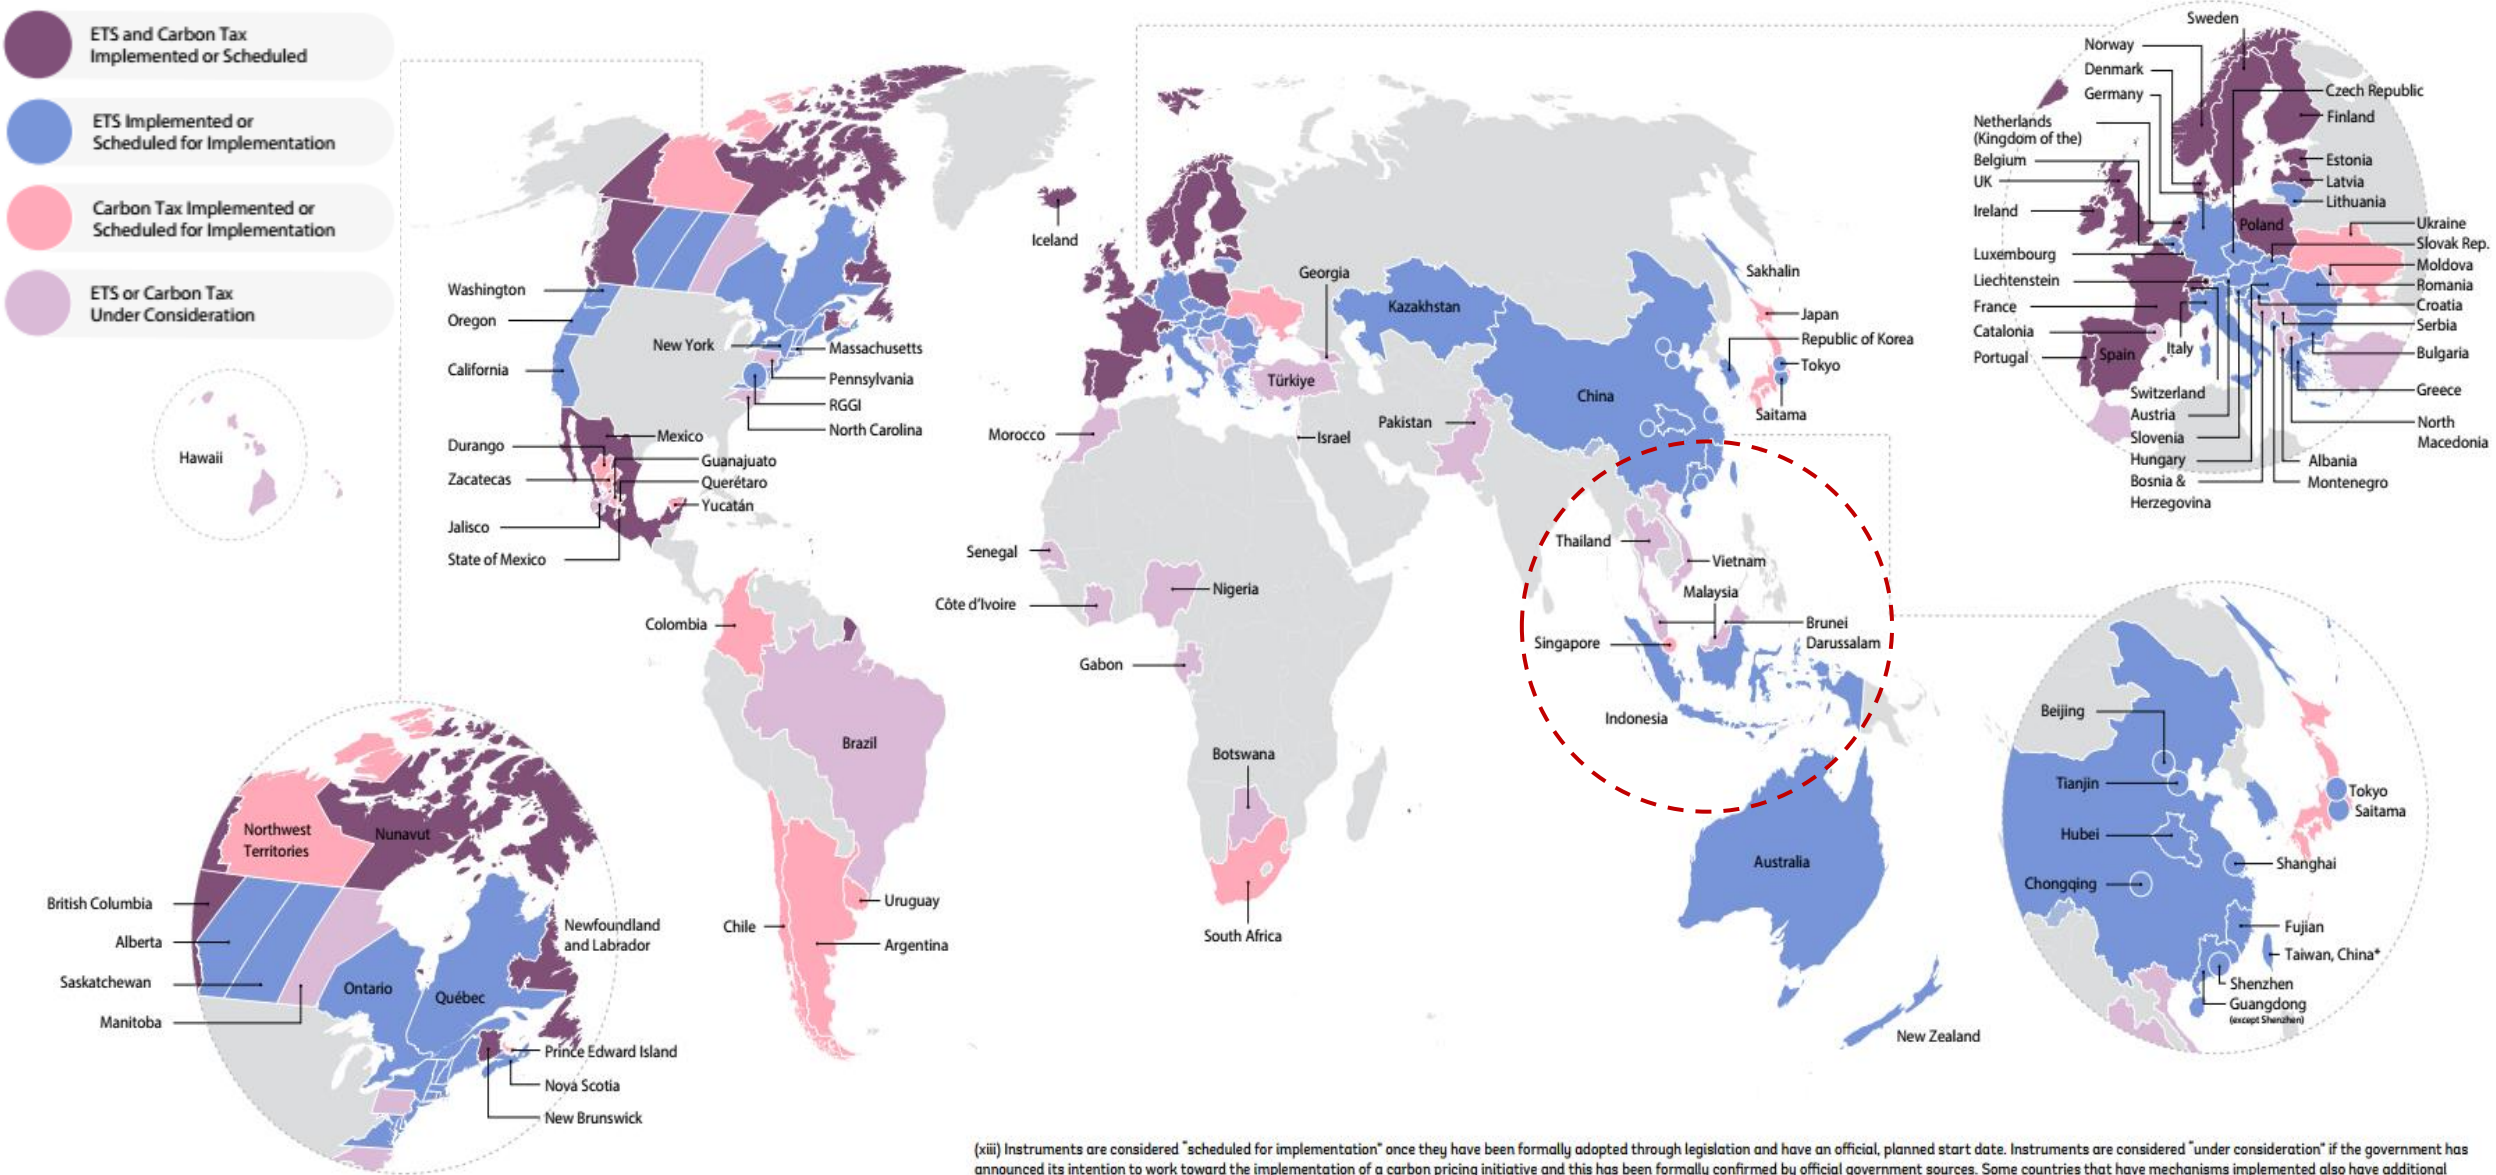 ETS and Carbon Tax
Implemented or Scheduled
ETS Implemented or
Scheduled for Implementation
Carbon Tax Implemented or
Scheduled for Implementation
ETS or Carbon Tax
Under Consideration
Hawaii
Washington
Oregon
California
New York
Massachusetts
Pennsylvania
RGGI
North Carolina
Mexico
Durango
Guanajuato
Zacatecas
Querétaro
Yucatán
Jalisco
State of Mexico
Colombia
Brazil
Chile
Uruguay
Argentina
Northwest
Territories
Nunavut
British Columbia
Alberta
Saskatchewan
Manitoba
Ontario
Québec
Newfoundland
and Labrador
Prince Edward Island
Nova Scotia
New Brunswick
Iceland
Georgia
Türkiye
Morocco
Israel
Senegal
Côte d'Ivoire
Nigeria
Gabon
Botswana
South Africa
Kazakhstan
China
Pakistan
Sakhalin
Japan
Republic of Korea
Tokyo
Saitama
Thailand
Vietnam
Malaysia
Singapore
Brunei
Darussalam
Indonesia
Australia
New Zealand
Sweden
Norway
Denmark
Germany
Netherlands
(Kingdom of the)
Belgium
UK
Ireland
Luxembourg
Liechtenstein
France
Catalonia
Portugal
Spain
Italy
Poland
Czech Republic
Finland
Estonia
Latvia
Lithuania
Ukraine
Slovak Rep.
Moldova
Romania
Croatia
Serbia
Bulgaria
Greece
North
Macedonia
Switzerland
Austria
Slovenia
Hungary
Bosnia &
Herzegovina
Albania
Montenegro
Beijing
Tianjin
Hubei
Chongqing
Tokyo
Saitama
Shanghai
Fujian
Taiwan, China*
Shenzhen
Guangdong
(except Shenzhen)
(xiii) Instruments are considered "scheduled for implementation" once they have been formally adopted through legislation and have an official, planned start date. Instruments are considered "under consideration" if the government has
announced its intention to work toward the implementation of a carbon pricing initiative and this has been formally confirmed by official government sources. Some countries that have mechanisms implemented also have additional